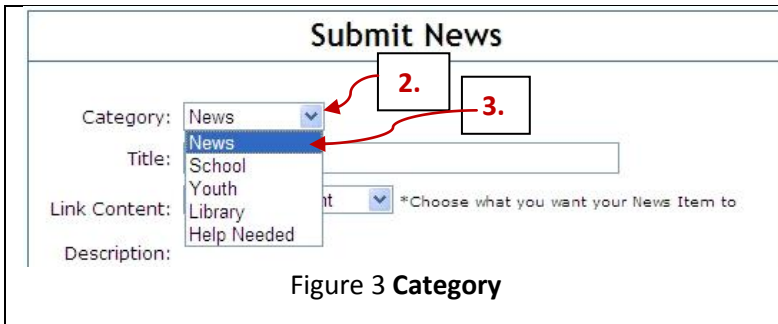 Submit News
2.
Category: News
3.
News
Title:
School
Youth
Link Content: nt *Choose what you want your News Item to
Library
Help Needed
Description:
Figure 3 Category